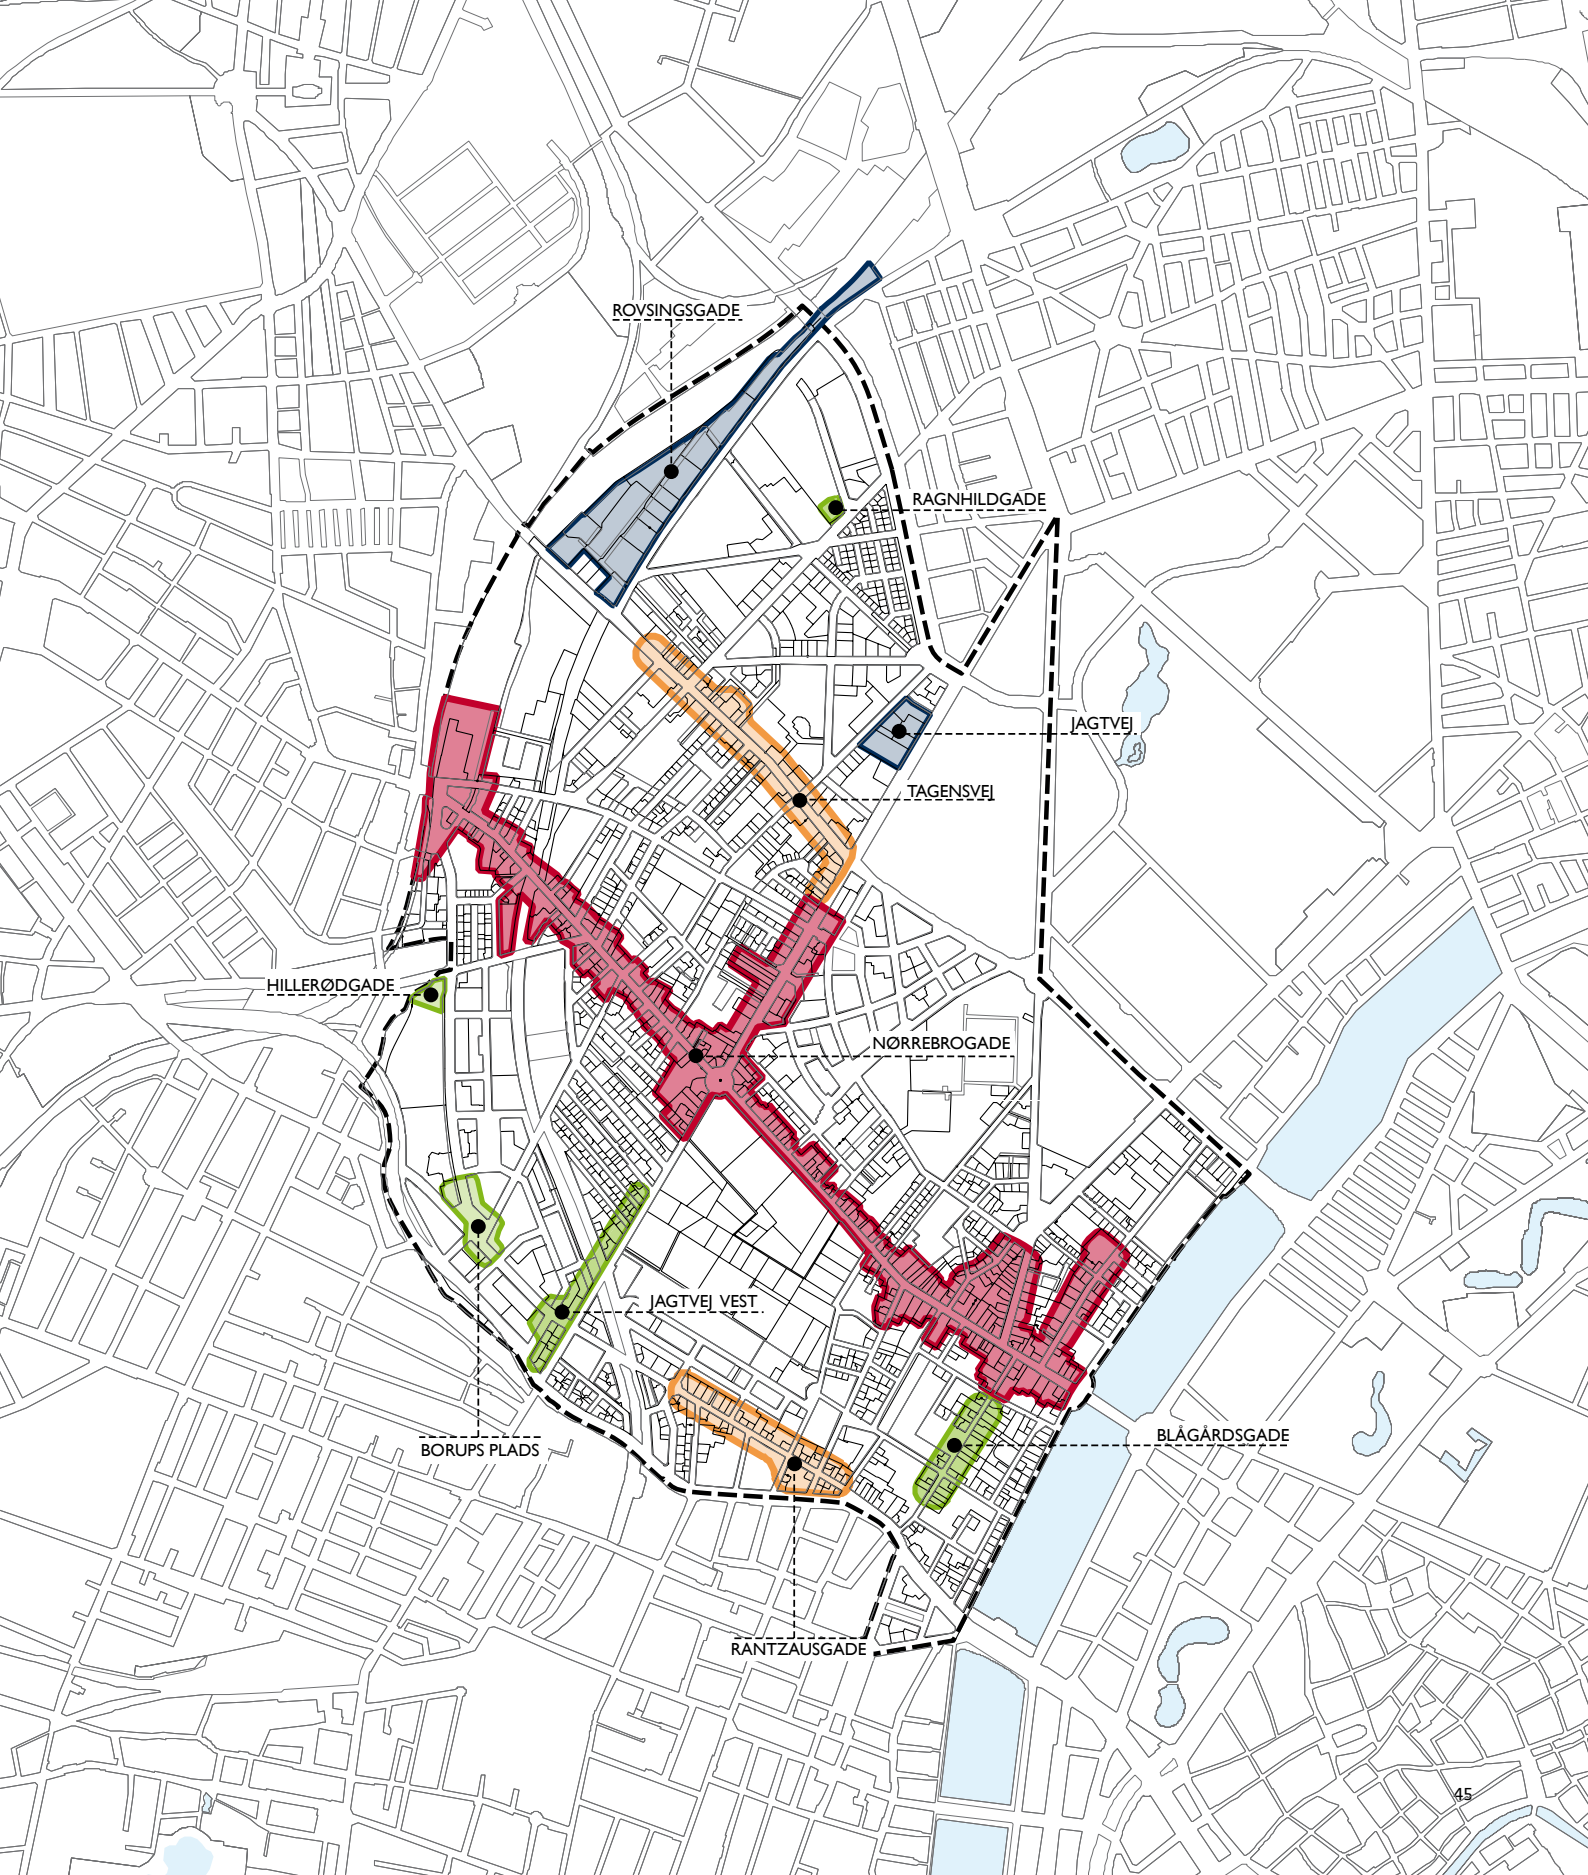 ROVSINGSGADE
RAGNHILDGADE
JAGTVEJ
TAGENSVEJ
HILLERØDGADE
NØRREBROGADE
JAGTVEJ VEST
BORUPS PLADS
BLÅGÅRDSGADE
RANTZAUSGADE
45